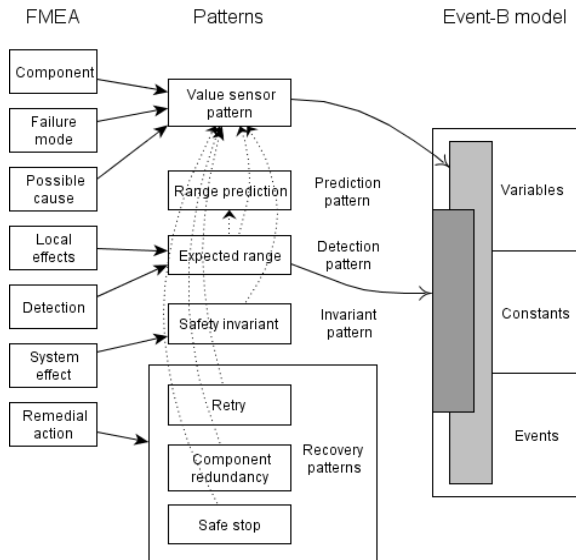 FMEA
Patterns
Event-B model
Component
Failure
mode
Possible
cause
Local
effects
Detection
System
effect
Remedial
action
Value sensor
pattern
Range prediction
Prediction
pattern
Expected range
Detection
pattern
Safety invariant
Invariant
pattern
Retry
Component
redundancy
Safe stop
Recovery
patterns
Variables
Constants
Events